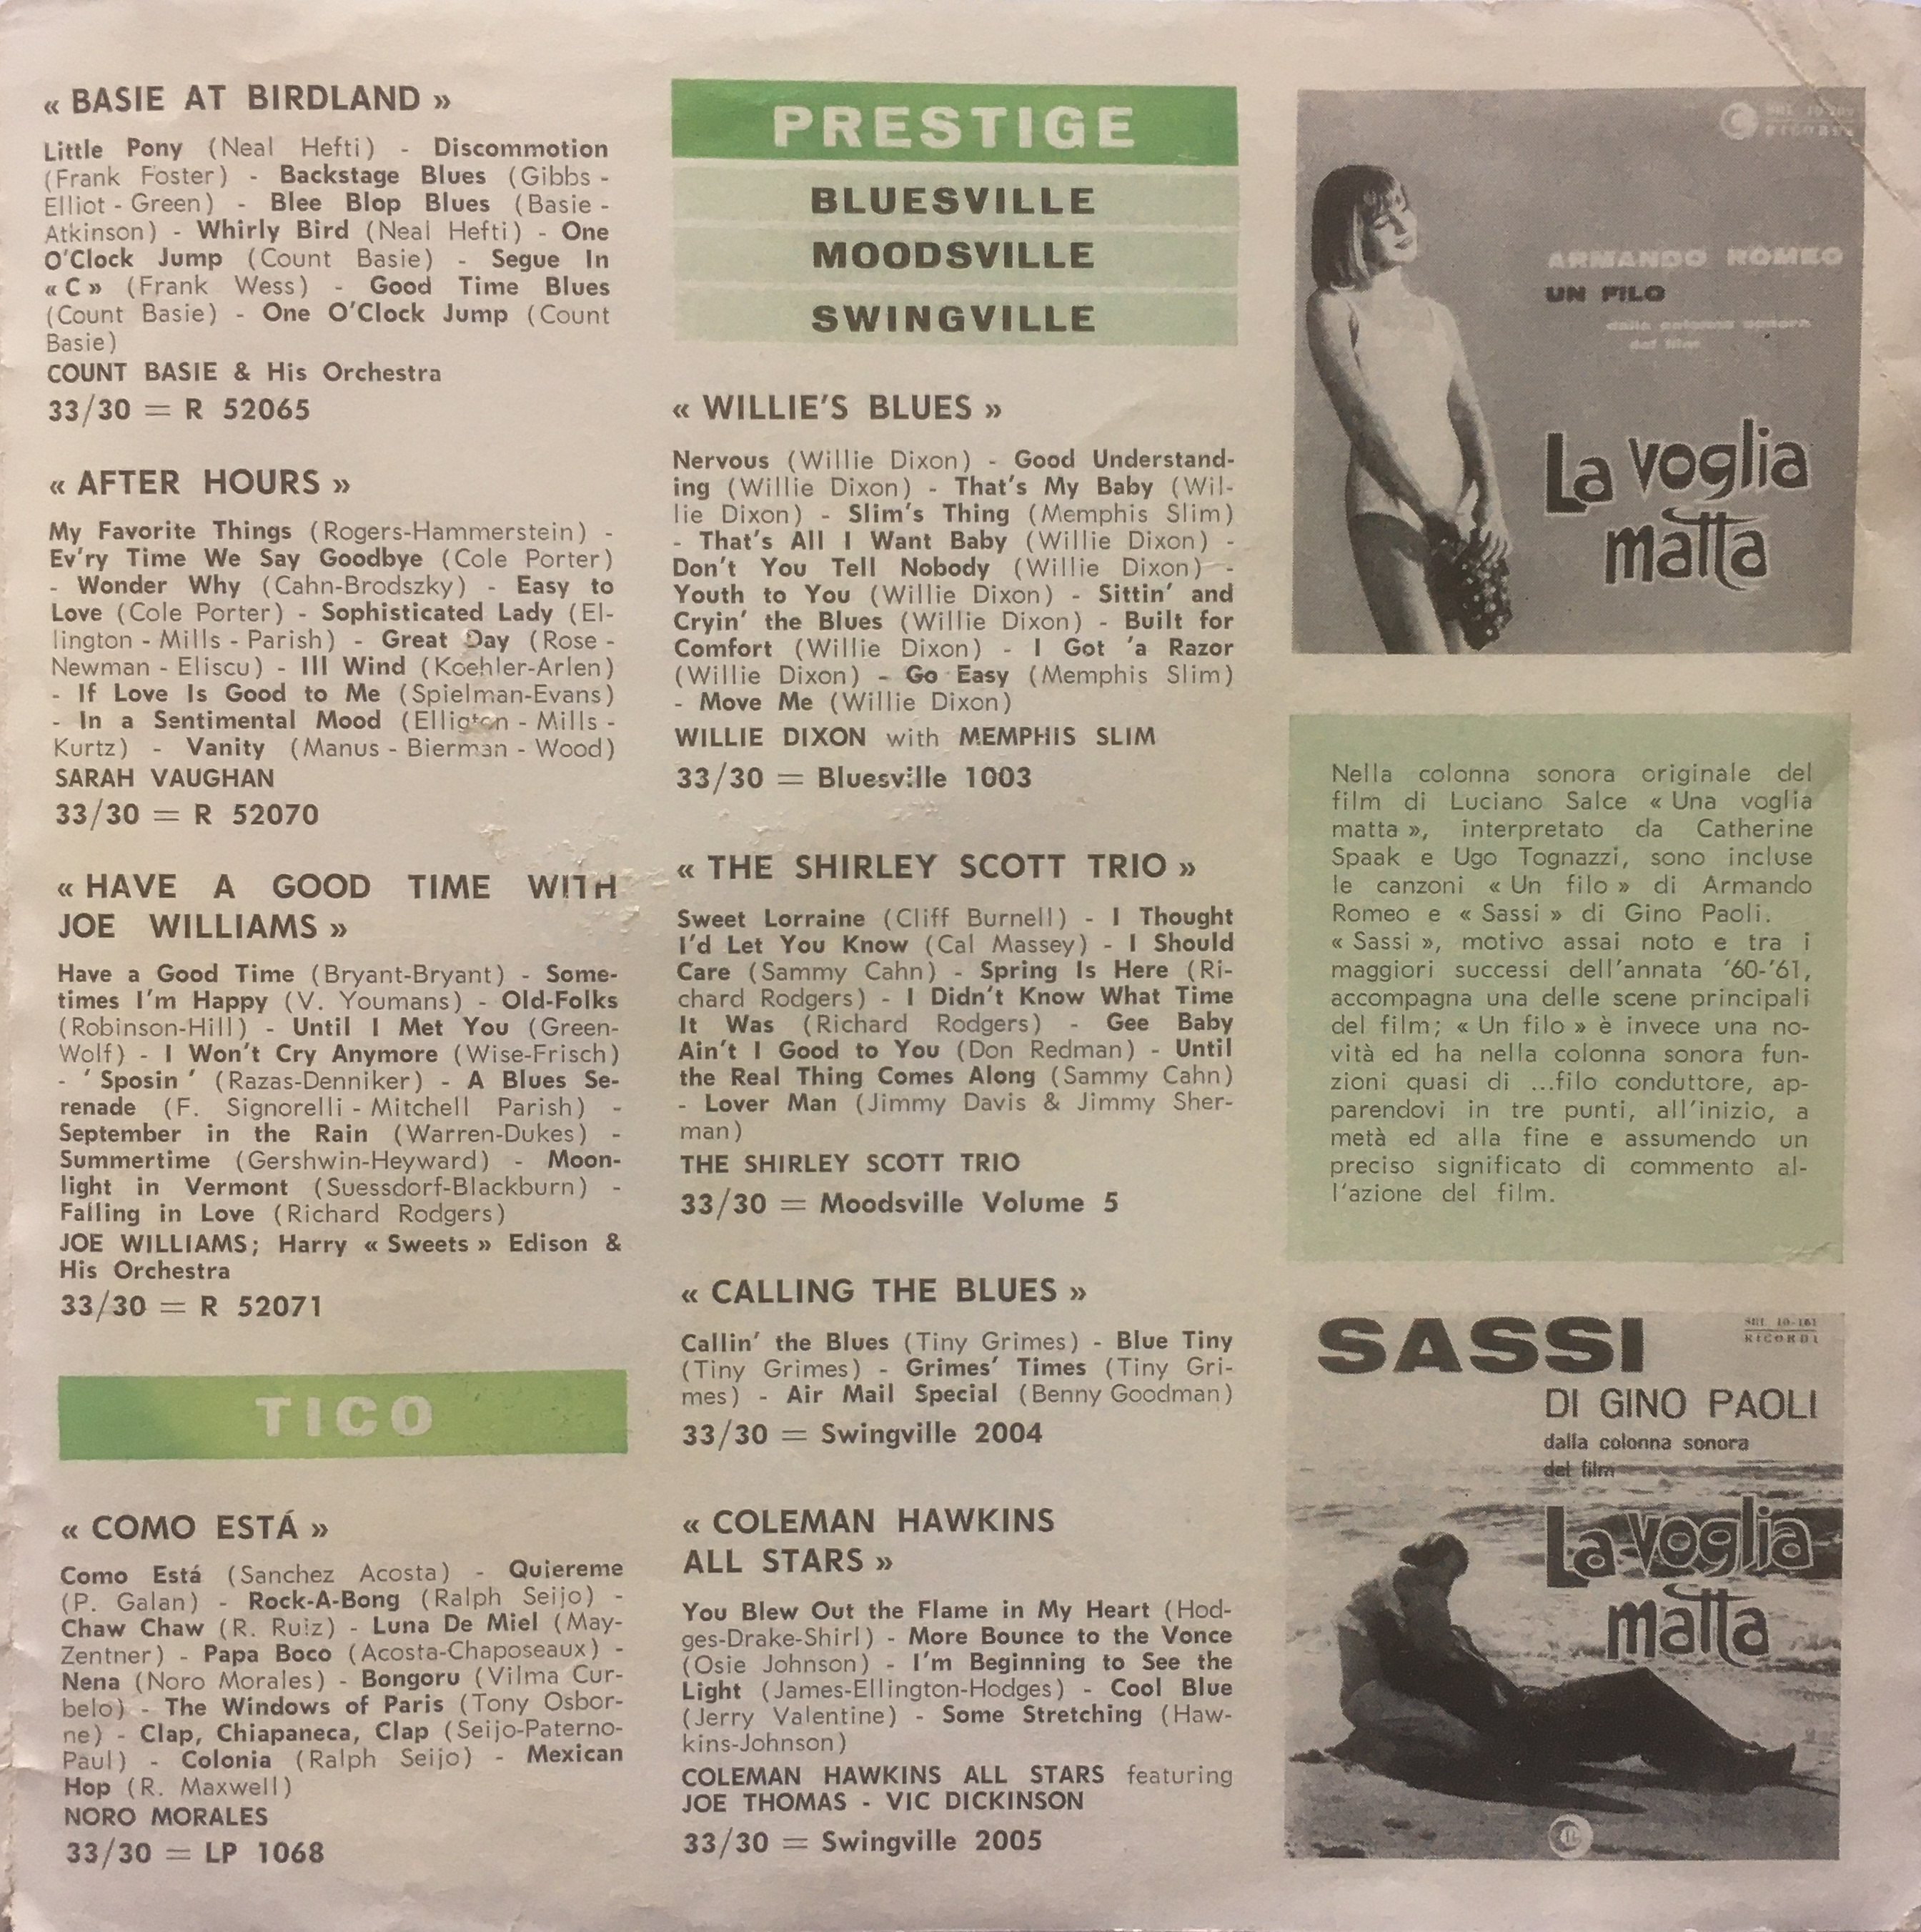 « BASIE AT BIRDLAND »
Little Pony (Neal Hefti) - Discommotion
(Frank Foster) - Backstage Blues (Gibbs -
Elliot - Green) - Blee Blop Blues (Basie -
Atkinson) - Whirly Bird (Neal Hefti) - One
O'Clock Jump (Count Basie) - Segue In
« C » (Frank Wess) - Good Time Blues
(Count Basie) - One O'Clock Jump (Count
Basie)
COUNT BASIE & His Orchestra
33/30 = R 52065
« AFTER HOURS »
My Favorite Things (Rogers-Hammerstein) -
Ev'ry Time We Say Goodbye (Cole Porter)
- Wonder Why (Cahn-Brodszky) - Easy to
Love (Cole Porter) - Sophisticated Lady (El-
lington - Mills - Parish) - Great Day (Rose -
Newman - Eliscu) - Ill Wind (Koehler-Arlen)
- If Love Is Good to Me (Spielman-Evans)
- In a Sentimental Mood (Elligton - Mills -
Kurtz) - Vanity (Manus - Bierman - Wood)
SARAH VAUGHAN
33/30 = R 52070
« HAVE A GOOD TIME WITH
JOE WILLIAMS »
Have a Good Time (Bryant-Bryant) - Some-
times I'm Happy (V. Youmans) - Old-Folks
(Robinson-Hill) - Until I Met You (Green-
Wolf) - I Won't Cry Anymore (Wise-Frisch)
- ' Sposin ' (Razas-Denniker) - A Blues Se-
renade (F. Signorelli - Mitchell Parish) -
September in the Rain (Warren-Dukes) -
Summertime (Gershwin-Heyward) - Moon-
light in Vermont (Suessdorf-Blackburn) -
Falling in Love (Richard Rodgers)
JOE WILLIAMS; Harry « Sweets » Edison &
His Orchestra
33/30 = R 52071
TICO
« COMO ESTÁ »
Como Está (Sanchez Acosta) - Quiereme
(P. Galan) - Rock-A-Bong (Ralph Seijo) -
Chaw Chaw (R. Ruiz) - Luna De Miel (May-
Zentner) - Papa Boco (Acosta-Chaposeaux) -
Nena (Noro Morales) - Bongoru (Vilma Cur-
belo) - The Windows of Paris (Tony Osbor-
ne) - Clap, Chiapaneca, Clap (Seijo-Paterno-
Paul) - Colonia (Ralph Seijo) - Mexican
Hop (R. Maxwell)
NORO MORALES
33/30 = LP 1068
PRESTIGE
BLUESVILLE
MOODSVILLE
SWINGVILLE
« WILLIE'S BLUES »
Nervous (Willie Dixon) - Good Understand-
ing (Willie Dixon) - That's My Baby (Wil-
lie Dixon) - Slim's Thing (Memphis Slim)
- That's All I Want Baby (Willie Dixon) -
Don't You Tell Nobody (Willie Dixon) -
Youth to You (Willie Dixon) - Sittin' and
Cryin' the Blues (Willie Dixon) - Built for
Comfort (Willie Dixon) - I Got 'a Razor
(Willie Dixon) - Go Easy (Memphis Slim)
- Move Me (Willie Dixon)
WILLIE DIXON with MEMPHIS SLIM
33/30 = Bluesville 1003
« THE SHIRLEY SCOTT TRIO »
Sweet Lorraine (Cliff Burnell) - I Thought
I'd Let You Know (Cal Massey) - I Should
Care (Sammy Cahn) - Spring Is Here (Ri-
chard Rodgers) - I Didn't Know What Time
It Was (Richard Rodgers) - Gee Baby
Ain't I Good to You (Don Redman) - Until
the Real Thing Comes Along (Sammy Cahn)
- Lover Man (Jimmy Davis & Jimmy Sher-
man)
THE SHIRLEY SCOTT TRIO
33/30 = Moodsville Volume 5
« CALLING THE BLUES »
Callin' the Blues (Tiny Grimes) - Blue Tiny
(Tiny Grimes) - Grimes' Times (Tiny Gri-
mes) - Air Mail Special (Benny Goodman)
33/30 = Swingville 2004
« COLEMAN HAWKINS
ALL STARS »
You Blew Out the Flame in My Heart (Hod-
ges-Drake-Shirl) - More Bounce to the Vonce
(Osie Johnson) - I'm Beginning to See the
Light (James-Ellington-Hodges) - Cool Blue
(Jerry Valentine) - Some Stretching (Haw-
kins-Johnson)
COLEMAN HAWKINS ALL STARS featuring
JOE THOMAS - VIC DICKINSON
33/30 = Swingville 2005
RICORDI
ARMANDO ROMEO
UN FILO
dalla colonna sonora
del film
La voglia
matta
Nella colonna sonora originale del
film di Luciano Salce « Una voglia
matta », interpretato da Catherine
Spaak e Ugo Tognazzi, sono incluse
le canzoni « Un filo » di Armando
Romeo e « Sassi » di Gino Paoli.
« Sassi », motivo assai noto e tra i
maggiori successi dell'annata '60-'61,
accompagna una delle scene principali
del film; « Un filo » è invece una no-
vità ed ha nella colonna sonora fun-
zioni quasi di ...filo conduttore, ap-
parendovi in tre punti, all'inizio, a
metà ed alla fine e assumendo un
preciso significato di commento al-
l'azione del film.
SASSI
SRL 10-161
RICORDI
DI GINO PAOLI
dalla colonna sonora
del film
La voglia
matta